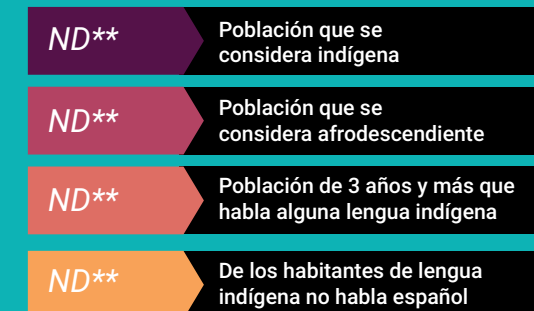 ND**
Población que se
considera indígena
ND**
Población que se
considera afrodescendiente
ND**
Población de 3 años y más que
habla alguna lengua indígena
ND**
De los habitantes de lengua
indígena no habla español